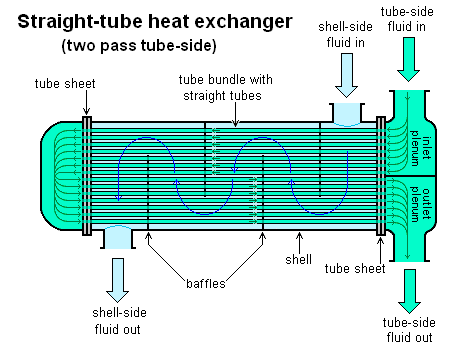 Straight-tube heat exchanger
(two pass tube-side)
tube-side
fluid in
shell-side
fluid in
tube sheet
tube bundle with
straight tubes
inlet
plenum
outlet
plenum
baffles
shell
tube sheet
shell-side
fluid out
tube-side
fluid out